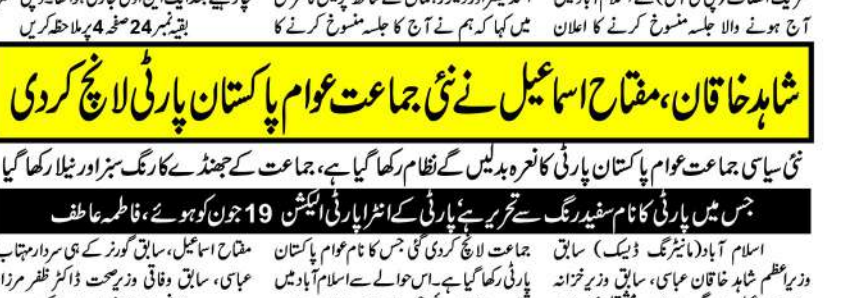 آج ہونے والا جلسہ منسوخ کرنے کا اعلان
میں کہا کہ ہم نے آج کا جلسہ منسوخ کرنے کا
بقیہ نمبر 24 صفحہ 4 پر ملاحظہ کریں
شاہد خاقان، مفتاح اسماعیل نے نئی جماعت عوام پاکستان پارٹی لانچ کردی
نئی سیاسی جماعت عوام پاکستان پارٹی کا نعرہ بدلیں گے نظام رکھا گیا ہے، جماعت کے جھنڈے کا رنگ سبز اور نیلا رکھا گیا
جس میں پارٹی کا نام سفید رنگ سے تحریر ہے پارٹی کے انٹرا پارٹی الیکشن 19 جون کو ہوئے، فاطمہ عاطف
اسلام آباد (مانیٹرنگ ڈیسک) سابق
وزیراعظم شاہد خاقان عباسی، سابق وزیر خزانہ
جماعت لانچ کردی گئی جس کا نام عوام پاکستان
پارٹی رکھا گیا ہے۔ اس حوالے سے اسلام آباد میں
مفتاح اسماعیل، سابق گورنر کے پی سردار مہتاب
عباسی، سابق وفاقی وزیر صحت ڈاکٹر ظفر مرزا